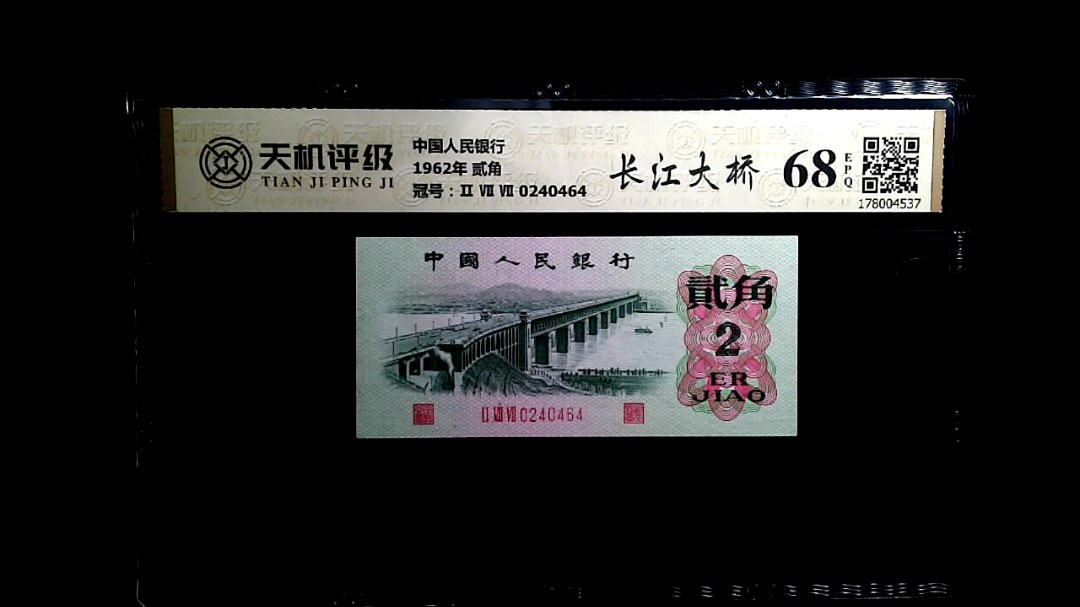 天机评级
TIAN JI PING JI
中国人民银行
1962年 贰角
冠号：II VII VII 0240464
长江大桥
68
EPQ
178004537
中國人民銀行
貳角
2
ER
JIAO
II VII VII 0240464